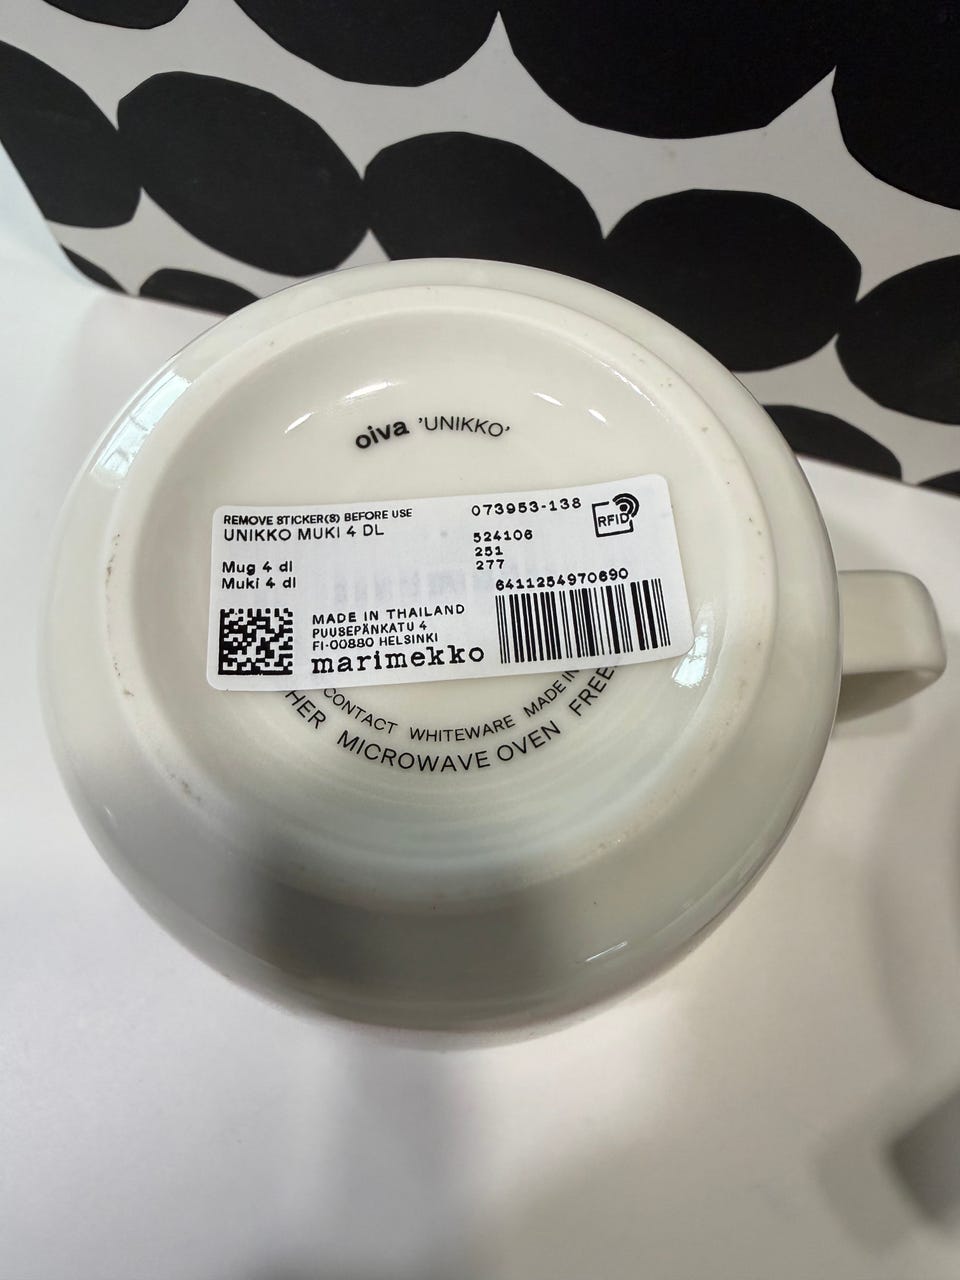 oiva 'UNIKKO'
REMOVE STICKER(S) BEFORE USE
UNIKKO MUKI 4 DL
Mug 4 dl
Muki 4 dl
073953-138
RFID
524106
251
277
6411254970690
MADE IN THAILAND
PUUSEPÄNKATU 4
FI-00880 HELSINKI
marimekko
CONTACT WHITEWARE MADE IN
MICROWAVE OVEN FREE